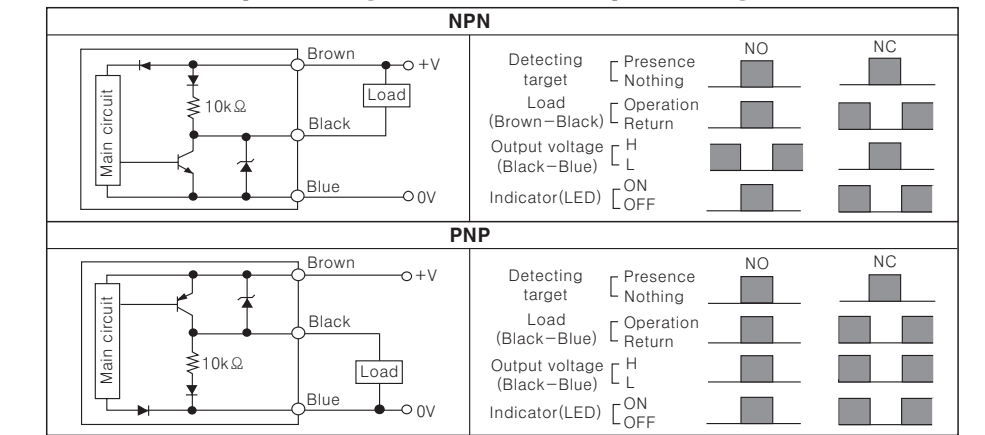 NPN
Main circuit
10kΩ
Brown
+V
Load
Black
Blue
0V
NO
NC
Detecting target
Presence
Nothing
Load (Brown-Black)
Operation
Return
Output voltage (Black-Blue)
H
L
Indicator(LED)
ON
OFF
PNP
Main circuit
10kΩ
Brown
+V
Black
Load
Blue
0V
NO
NC
Detecting target
Presence
Nothing
Load (Black-Blue)
Operation
Return
Output voltage (Black-Blue)
H
L
Indicator(LED)
ON
OFF